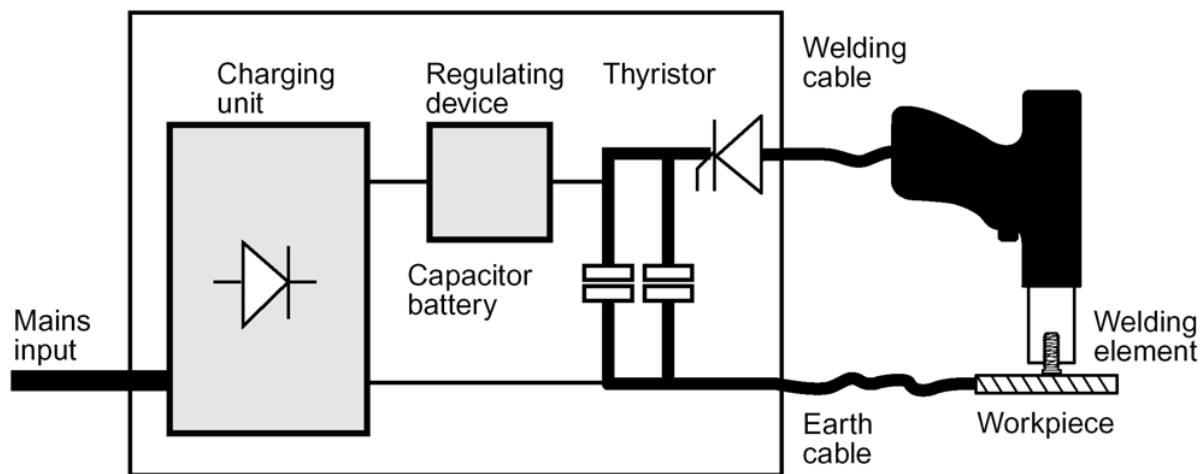 Charging
unit
Regulating
device
Thyristor
Welding
cable
Capacitor
battery
Mains
input
Welding
element
Earth
cable
Workpiece